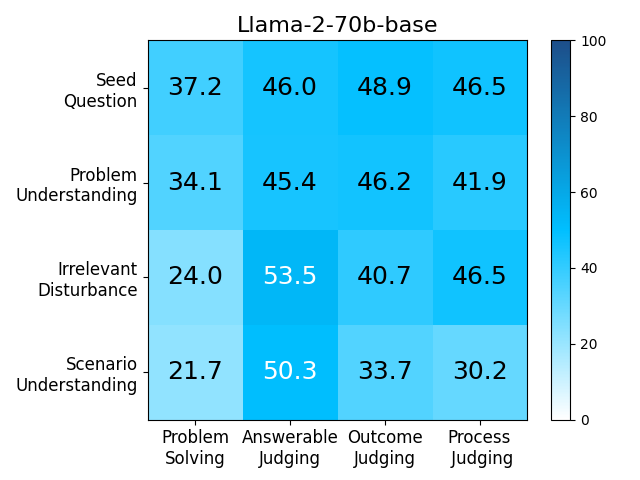 Llama-2-70b-base
Seed
Question
37.2 46.0 48.9 46.5
Problem
Understanding
34.1 45.4 46.2 41.9
Irrelevant
Disturbance
24.0 53.5 40.7 46.5
Scenario
Understanding
21.7 50.3 33.7 30.2
Problem
Solving
Answerable
Judging
Outcome
Judging
Process
Judging
100
80
60
40
20
0